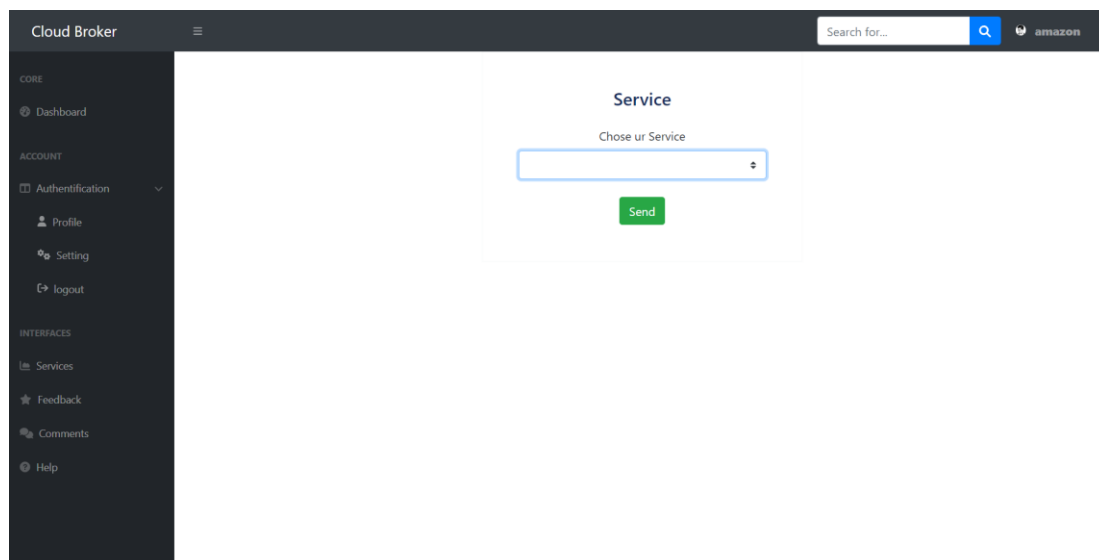 Cloud Broker
Search for...
amazon
CORE
Dashboard
ACCOUNT
Authentification
Profile
Setting
logout
INTERFACES
Services
Feedback
Comments
Help
Service
Chose ur Service
Send